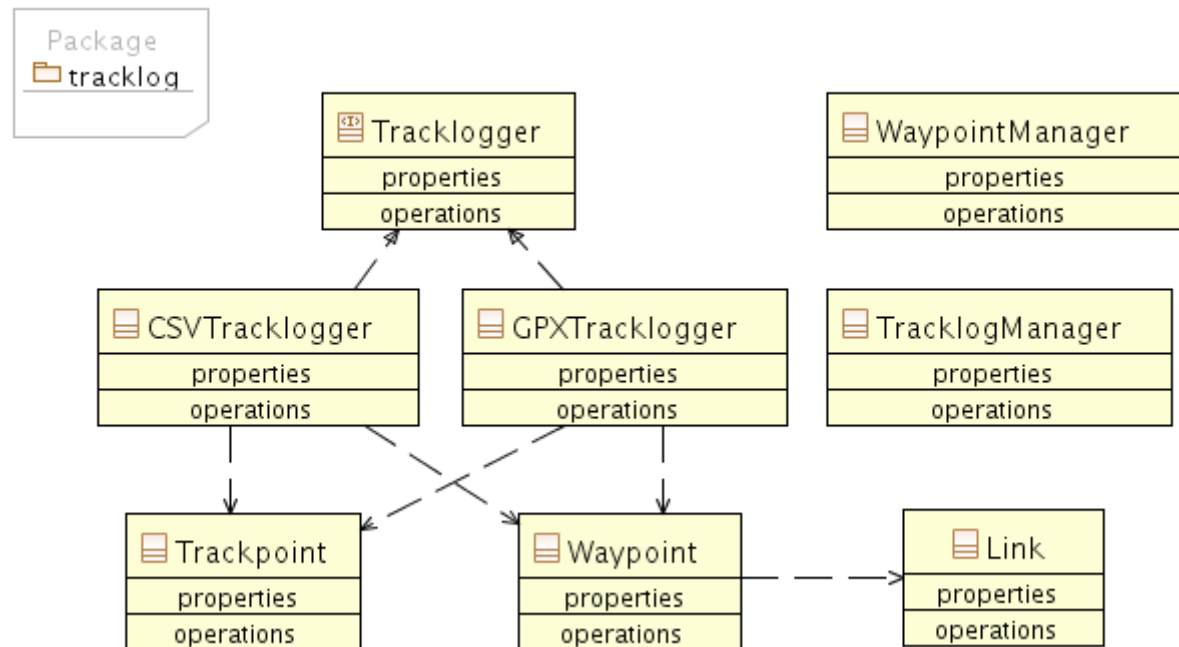 Package
tracklog
Tracklogger
properties
operations
WaypointManager
properties
operations
CSVTracklogger
properties
operations
GPXTracklogger
properties
operations
TracklogManager
properties
operations
Trackpoint
properties
operations
Waypoint
properties
operations
Link
properties
operations